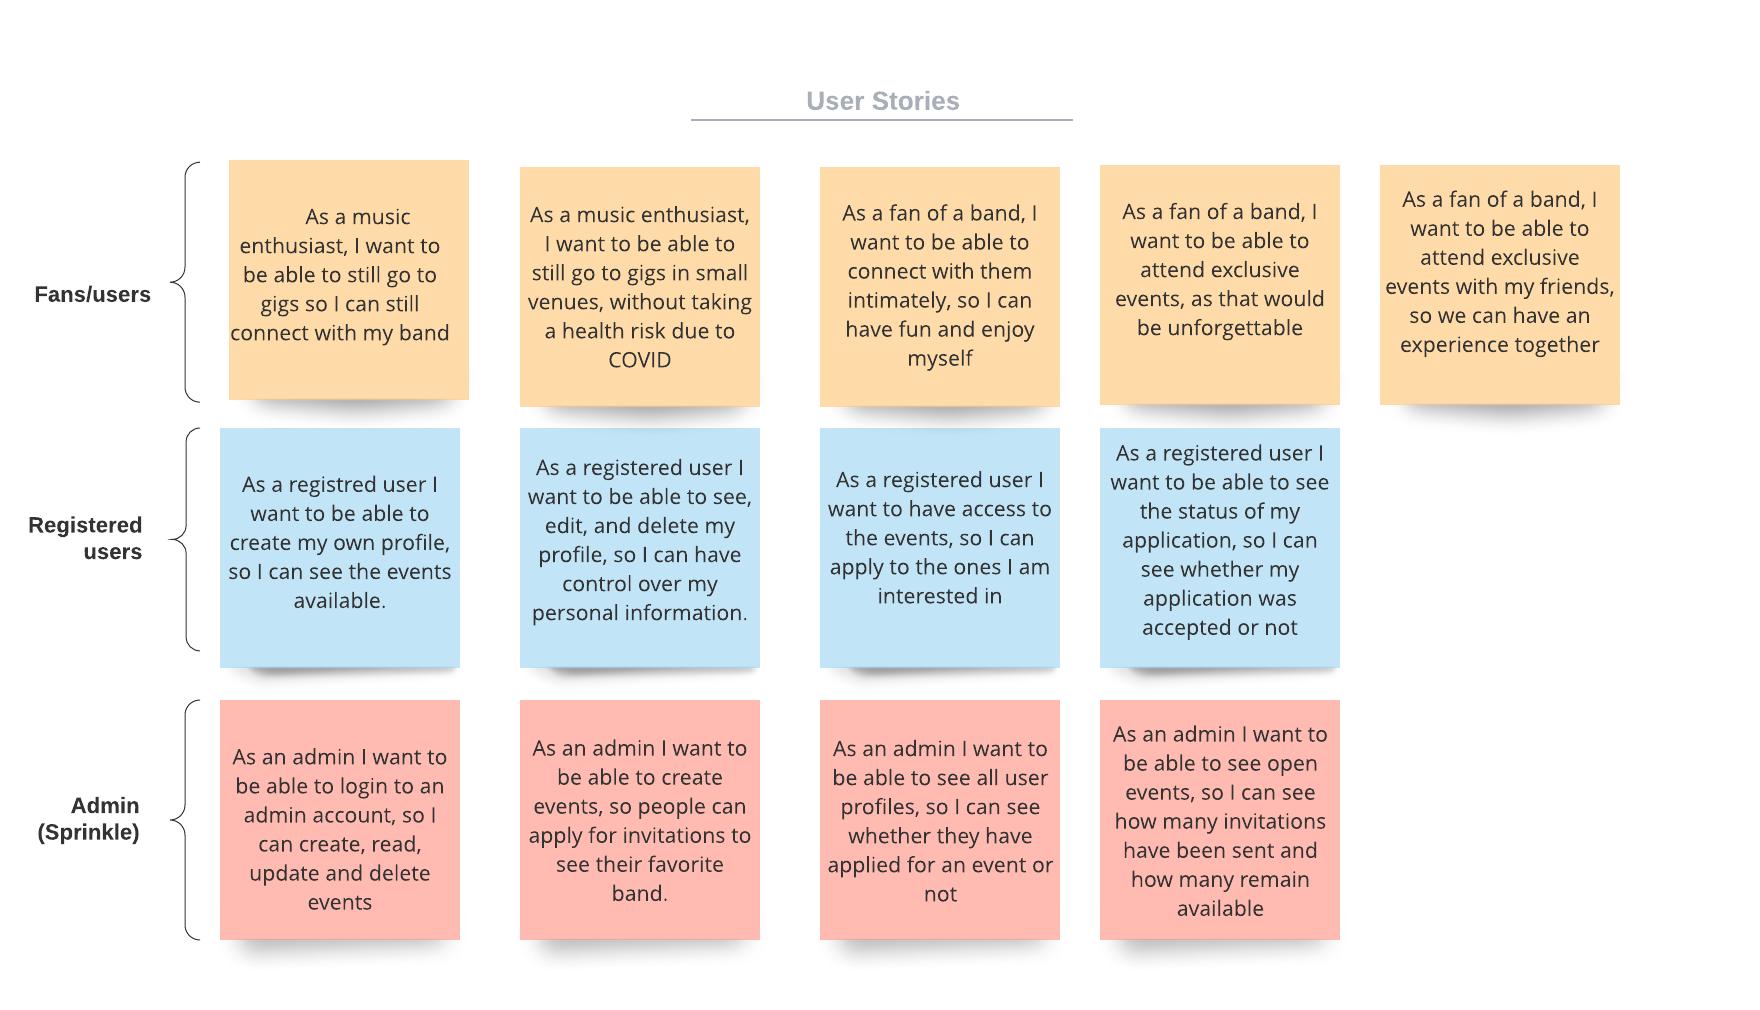 User Stories
Fans/users
As a music
enthusiast, I want to
be able to still go to
gigs so I can still
connect with my band
As a music enthusiast,
I want to be able to
still go to gigs in small
venues, without taking
a health risk due to
COVID
As a fan of a band, I
want to be able to
connect with them
intimately, so I can
have fun and enjoy
myself
As a fan of a band, I
want to be able to
attend exclusive
events, as that would
be unforgettable
As a fan of a band, I
want to be able to
attend exclusive
events with my friends,
so we can have an
experience together
Registered
users
As a registred user I
want to be able to
create my own profile,
so I can see the events
available.
As a registered user I
want to be able to see,
edit, and delete my
profile, so I can have
control over my
personal information.
As a registered user I
want to have access to
the events, so I can
apply to the ones I am
interested in
As a registered user I
want to be able to see
the status of my
application, so I can
see whether my
application was
accepted or not
Admin
(Sprinkle)
As an admin I want to
be able to login to an
admin account, so I
can create, read,
update and delete
events
As an admin I want to
be able to create
events, so people can
apply for invitations to
see their favorite
band.
As an admin I want to
be able to see all user
profiles, so I can see
whether they have
applied for an event or
not
As an admin I want to
be able to see open
events, so I can see
how many invitations
have been sent and
how many remain
available